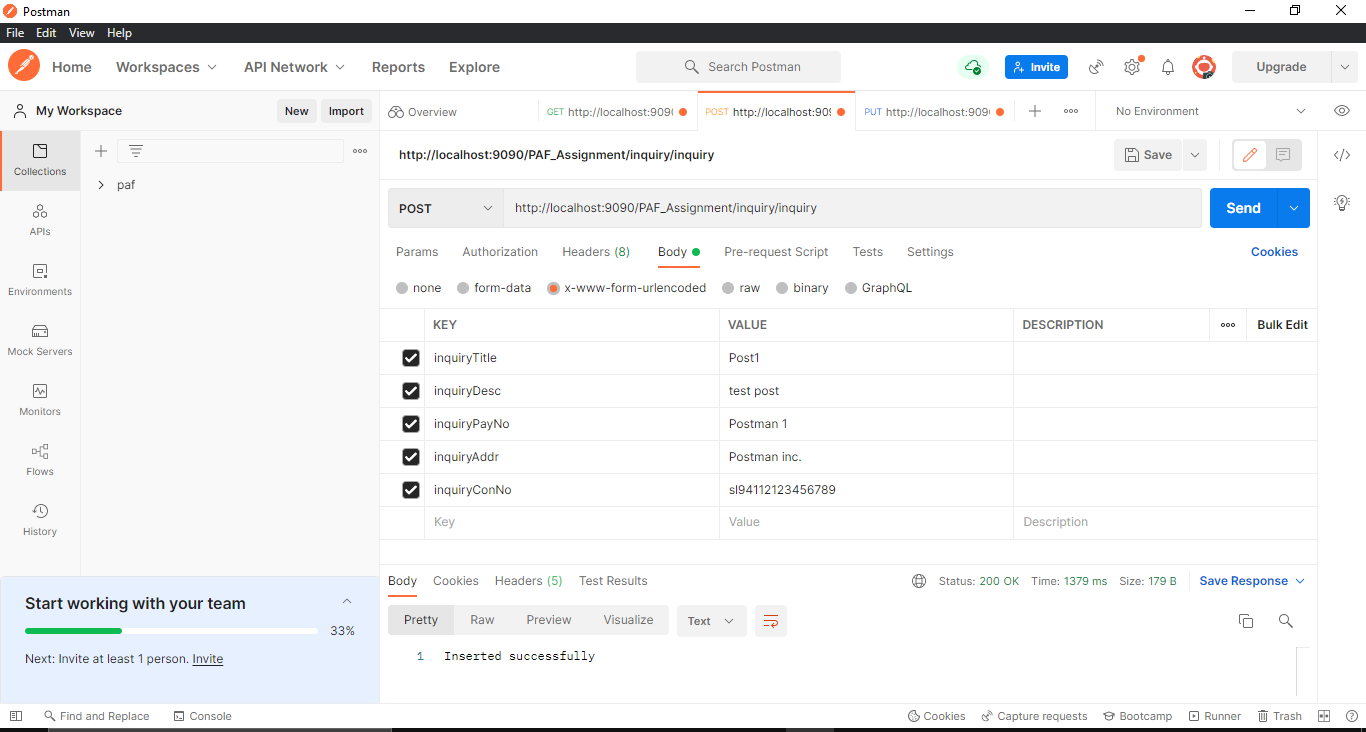 Postman
File Edit View Help
Home Workspaces API Network Reports Explore Search Postman Invite Upgrade
My Workspace New Import Overview GET http://localhost:909 POST http://localhost:909 PUT http://localhost:909 No Environment
Collections
paf
APIs
Environments
Mock Servers
Monitors
Flows
History
http://localhost:9090/PAF_Assignment/inquiry/inquiry Save
POST http://localhost:9090/PAF_Assignment/inquiry/inquiry Send
Params Authorization Headers (8) Body Pre-request Script Tests Settings Cookies
none form-data x-www-form-urlencoded raw binary GraphQL
KEY VALUE DESCRIPTION Bulk Edit
inquiryTitle Post1
inquiryDesc test post
inquiryPayNo Postman 1
inquiryAddr Postman inc.
inquiryConNo sl94112123456789
Key Value Description
Body Cookies Headers (5) Test Results Status: 200 OK Time: 1379 ms Size: 179 B Save Response
Pretty Raw Preview Visualize Text
1 Inserted successfully
Start working with your team
33%
Next: Invite at least 1 person. Invite
Find and Replace Console Cookies Capture requests Bootcamp Runner Trash